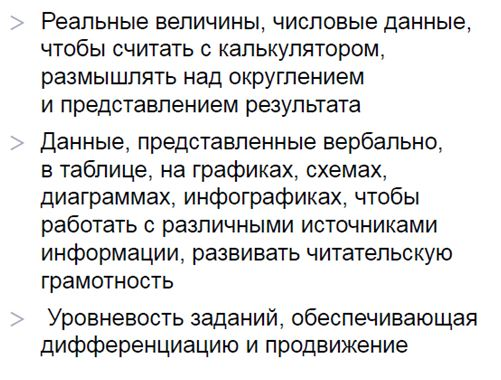 > Реальные величины, числовые данные,
чтобы считать с калькулятором,
размышлять над округлением
и представлением результата
> Данные, представленные вербально,
в таблице, на графиках, схемах,
диаграммах, инфографиках, чтобы
работать с различными источниками
информации, развивать читательскую
грамотность
> Уровневость заданий, обеспечивающая
дифференциацию и продвижение